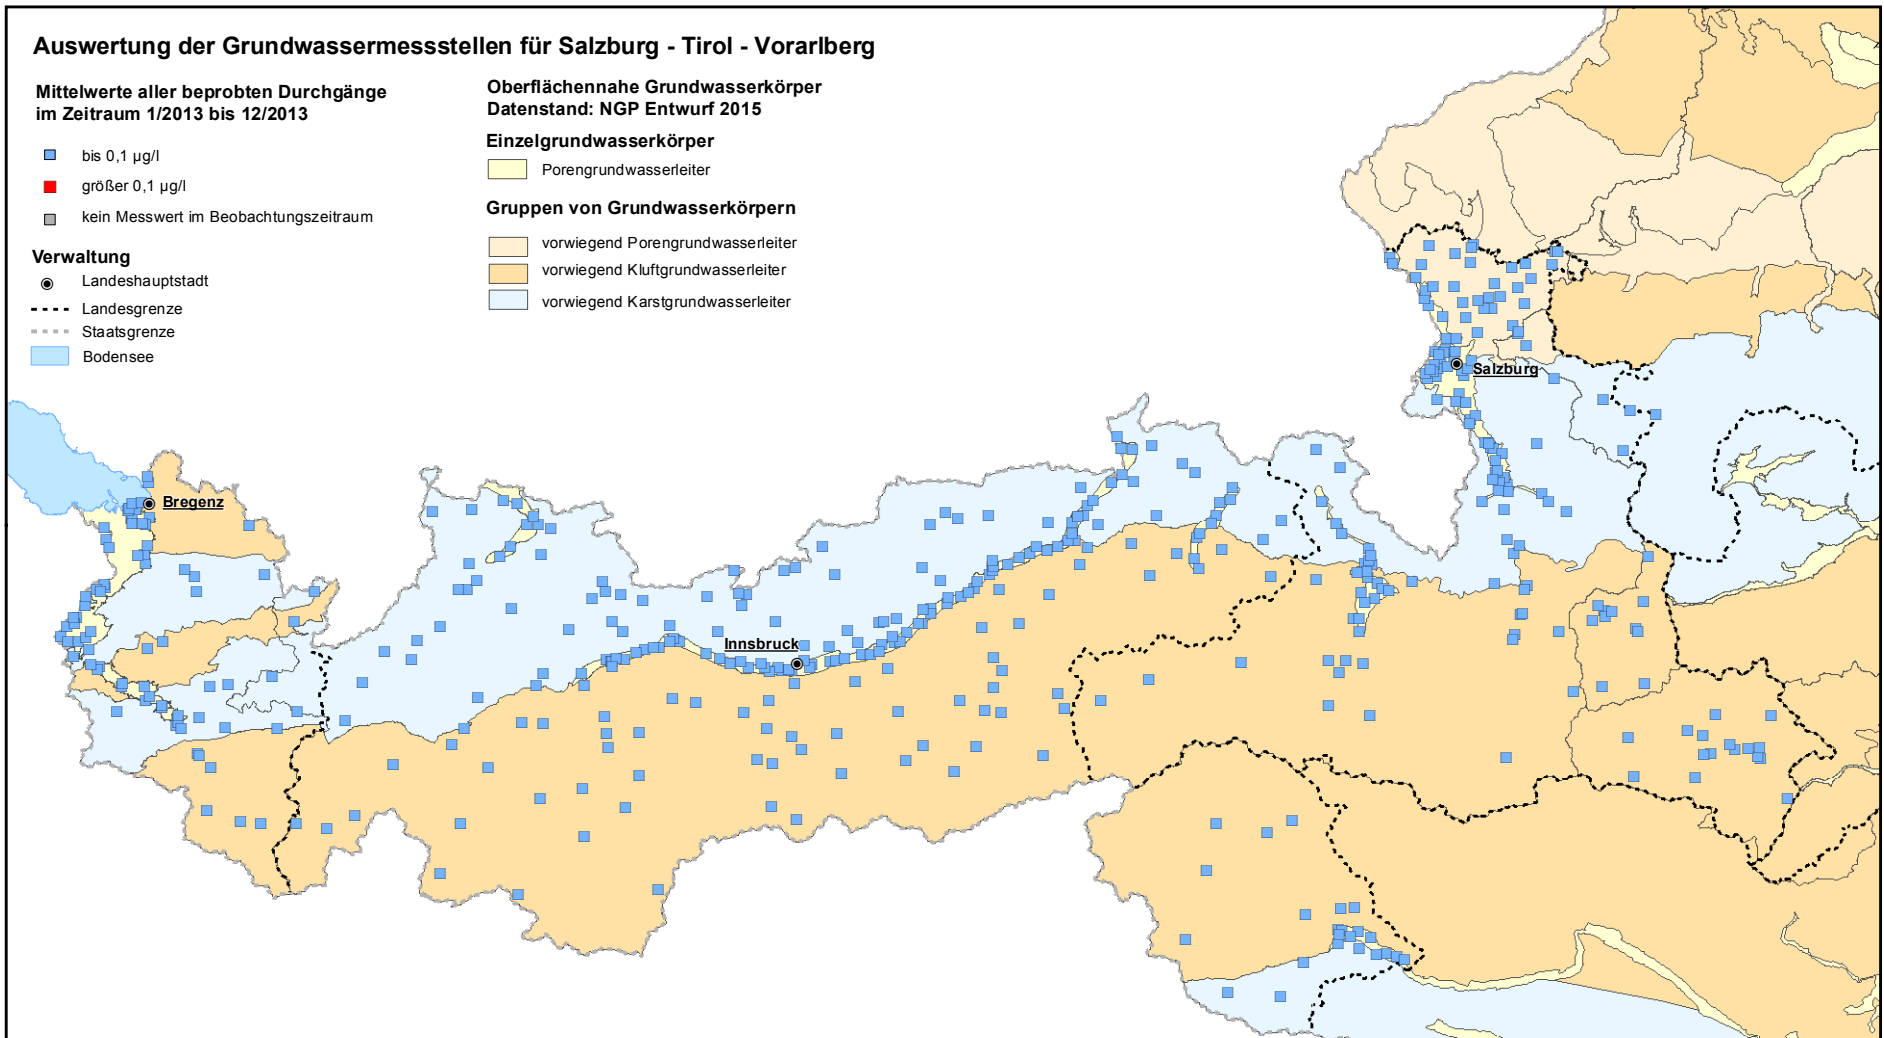 Auswertung der Grundwassermessstellen für Salzburg - Tirol - Vorarlberg
Mittelwerte aller beprobten Durchgänge
im Zeitraum 1/2013 bis 12/2013
bis 0,1 µg/l
größer 0,1 µg/l
kein Messwert im Beobachtungszeitraum
Verwaltung
Landeshauptstadt
Landesgrenze
Staatsgrenze
Bodensee
Oberflächennahe Grundwasserkörper
Datenstand: NGP Entwurf 2015
Einzelgrundwasserkörper
Porengrundwasserleiter
Gruppen von Grundwasserkörpern
vorwiegend Porengrundwasserleiter
vorwiegend Kluftgrundwasserleiter
vorwiegend Karstgrundwasserleiter
Salzburg
Bregenz
Innsbruck